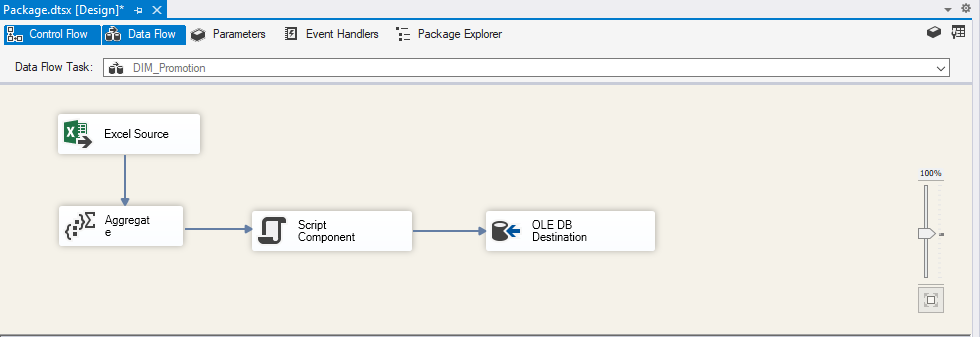 Package.dtsx [Design]*
Control Flow Data Flow Parameters Event Handlers Package Explorer
Data Flow Task: DIM_Promotion
Excel Source
100%
Aggregat
e
Script
Component
OLE DB
Destination